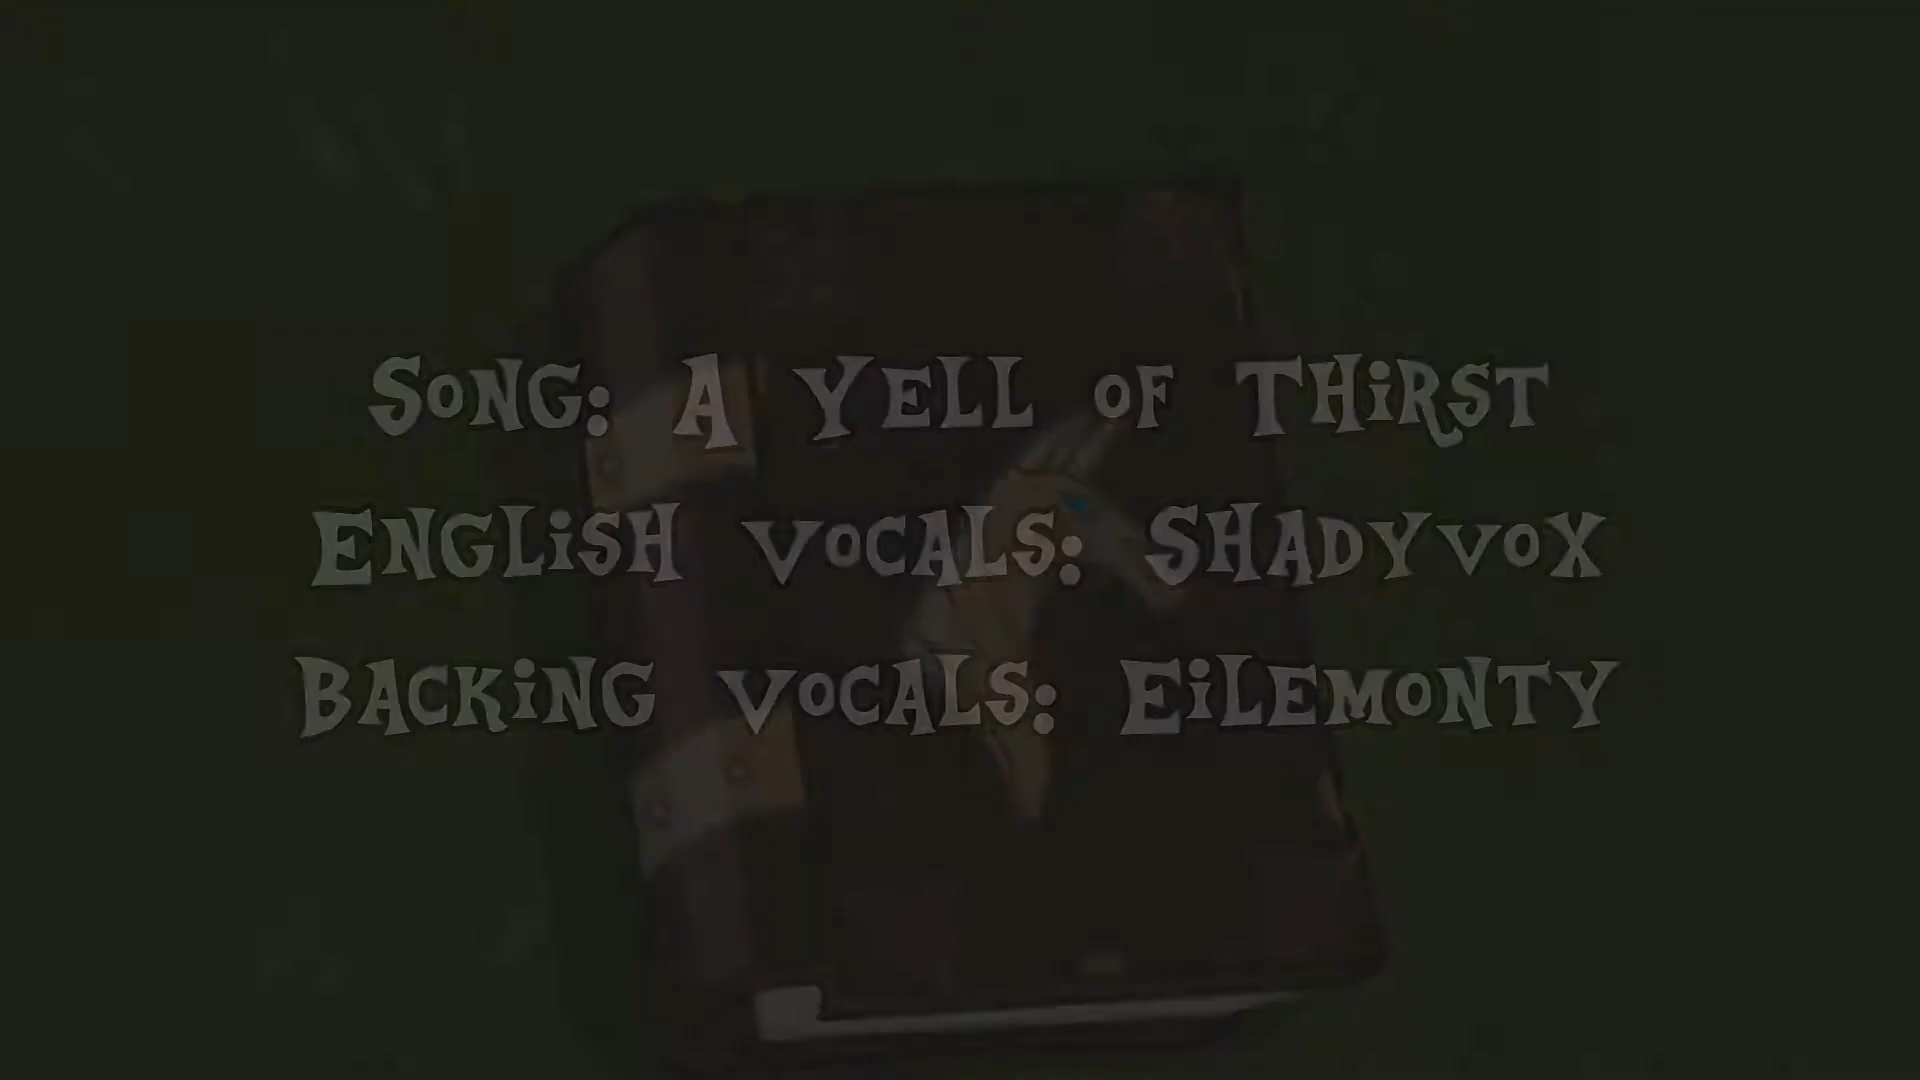 Song: A Yell of Thirst
English Vocals: Shadyvox
Backing Vocals: Eilemonty